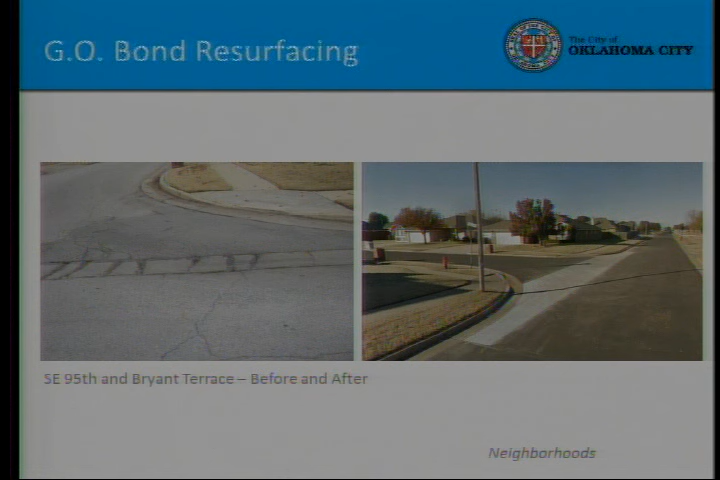 G.O. Bond Resurfacing
The City of
OKLAHOMA CITY
SE 95th and Bryant Terrace – Before and After
Neighborhoods